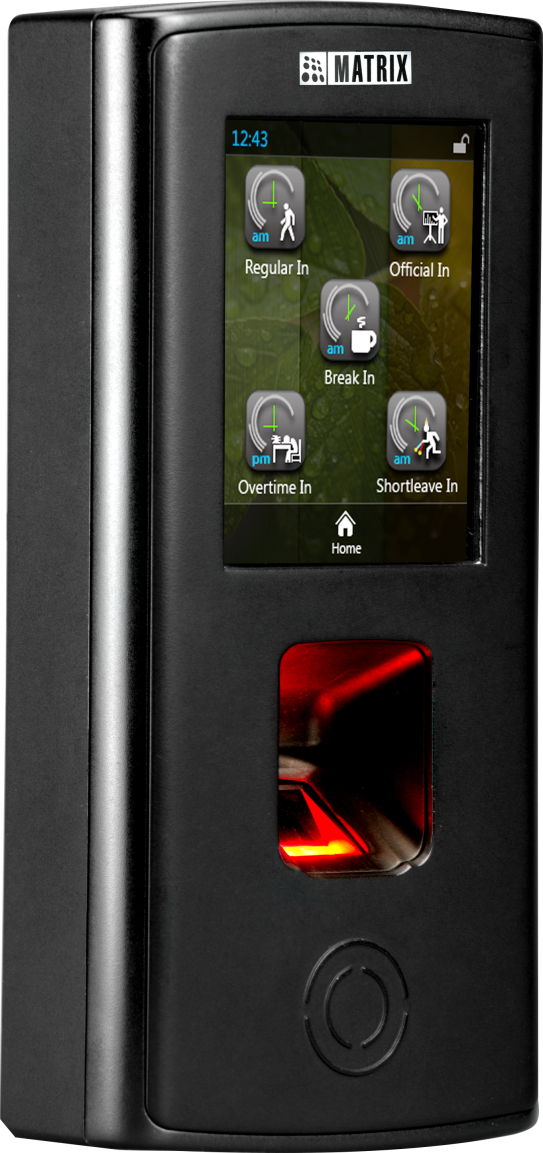 MATRIX
12:43
am
am
Regular In
Official In
am
Break In
pm
am
Overtime In
Shortleave In
Home